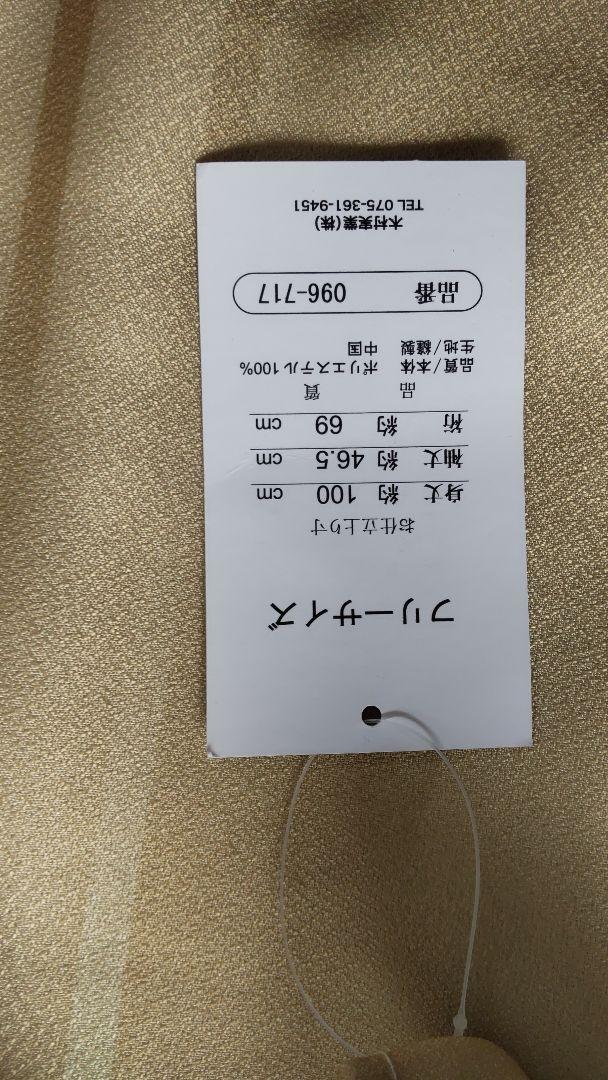 フリーサイズ
お仕立上り寸
身丈 約 100 cm
袖丈 約 46.5 cm
裄 約 69 cm
品 質
品質/本体 ポリエステル100%
生地/縫製 中国
品番 096-717
木村実業(株)
TEL 075-361-9451